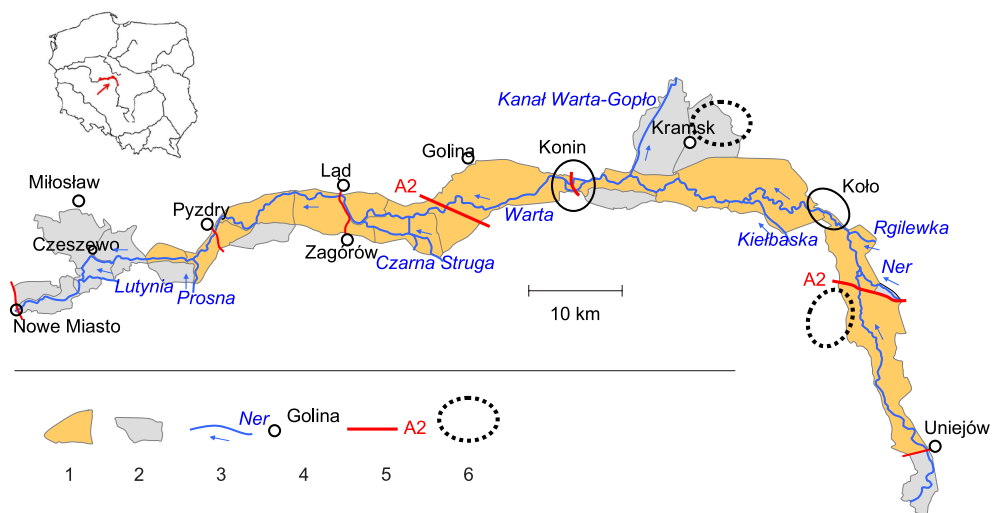 Kanał Warta-Gopło
Kramsk
Konin
Golina
Ląd
Miłosław
Koło
A2
Pyzdry
Warta
Rgilewka
Kiełbaska
Czeszewo
Zagórów
Czarna Struga
Ner
Lutynia
Prosna
A2
10 km
Nowe Miasto
Ner
Golina
A2
Uniejów
1
2
3
4
5
6